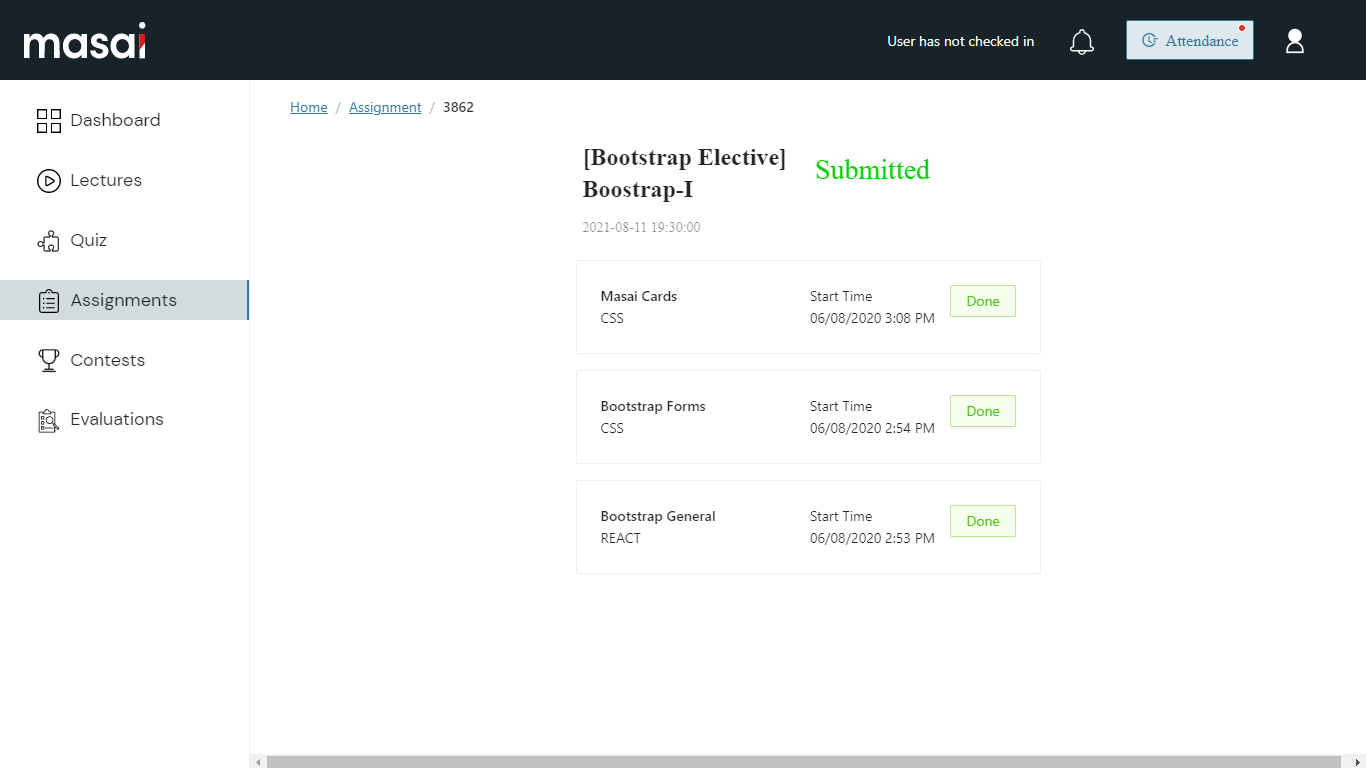 masai
User has not checked in
Attendance
Dashboard
Lectures
Quiz
Assignments
Contests
Evaluations
Home / Assignment / 3862
[Bootstrap Elective]
Boostrap-I
Submitted
2021-08-11 19:30:00
Masai Cards
CSS
Start Time
06/08/2020 3:08 PM
Done
Bootstrap Forms
CSS
Start Time
06/08/2020 2:54 PM
Done
Bootstrap General
REACT
Start Time
06/08/2020 2:53 PM
Done